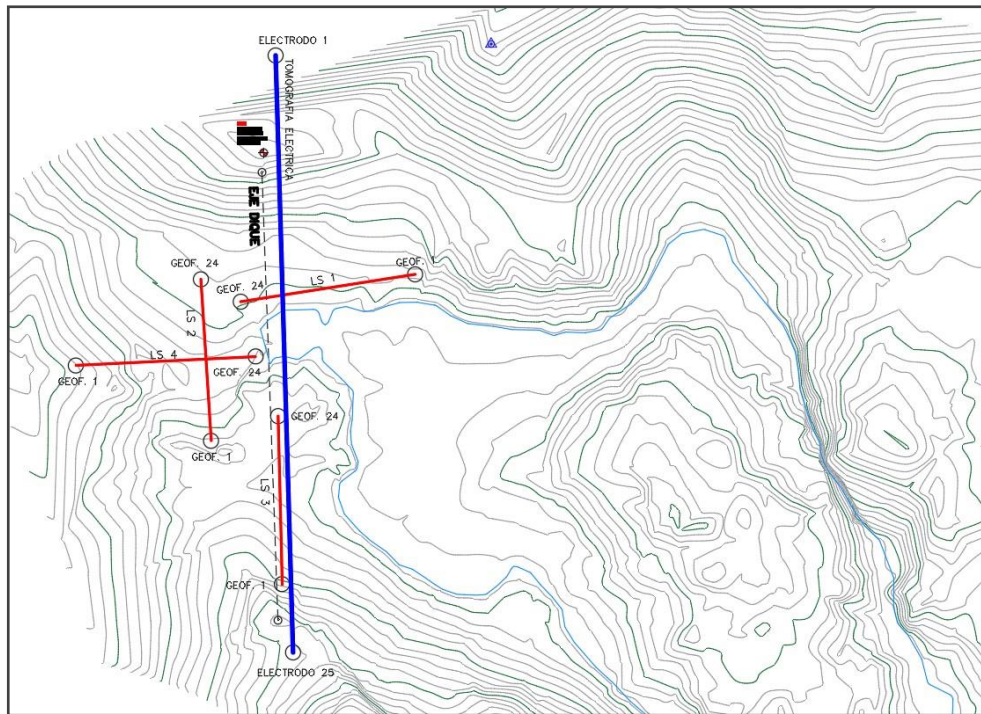 ELECTRODO 1
TOMOGRAFIA ELECTRICA
EJE DIQUE
GEOF. 24
GEOF. 1
LS 1
GEOF. 24
LS 2
LS 4
GEOF. 1
GEOF. 24
GEOF. 24
GEOF. 1
LS 3
GEOF. 1
ELECTRODO 25